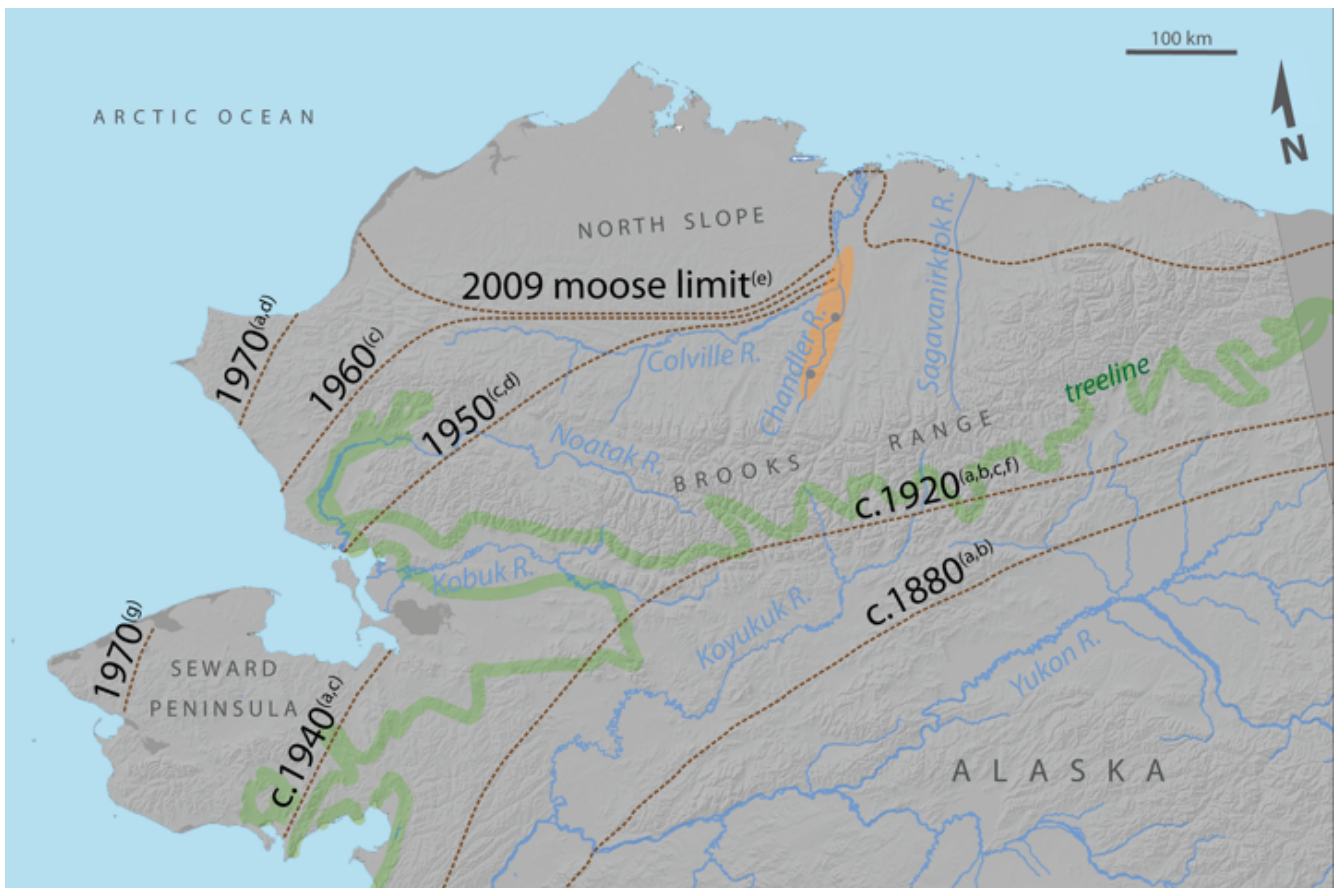 100 km
ARCTIC OCEAN
N
NORTH SLOPE
Sagavanirktok R.
2009 moose limit(e)
1970(a,d)
1960(c)
Chandler R.
Colville R.
treeline
1950(c,d)
Noatak R.
BROOKS RANGE
c.1920(a,b,c,f)
Kobuk R.
c.1880(a,b)
Koyukuk R.
1970(g)
SEWARD
PENINSULA
Yukon R.
c.1940(a,c)
ALASKA